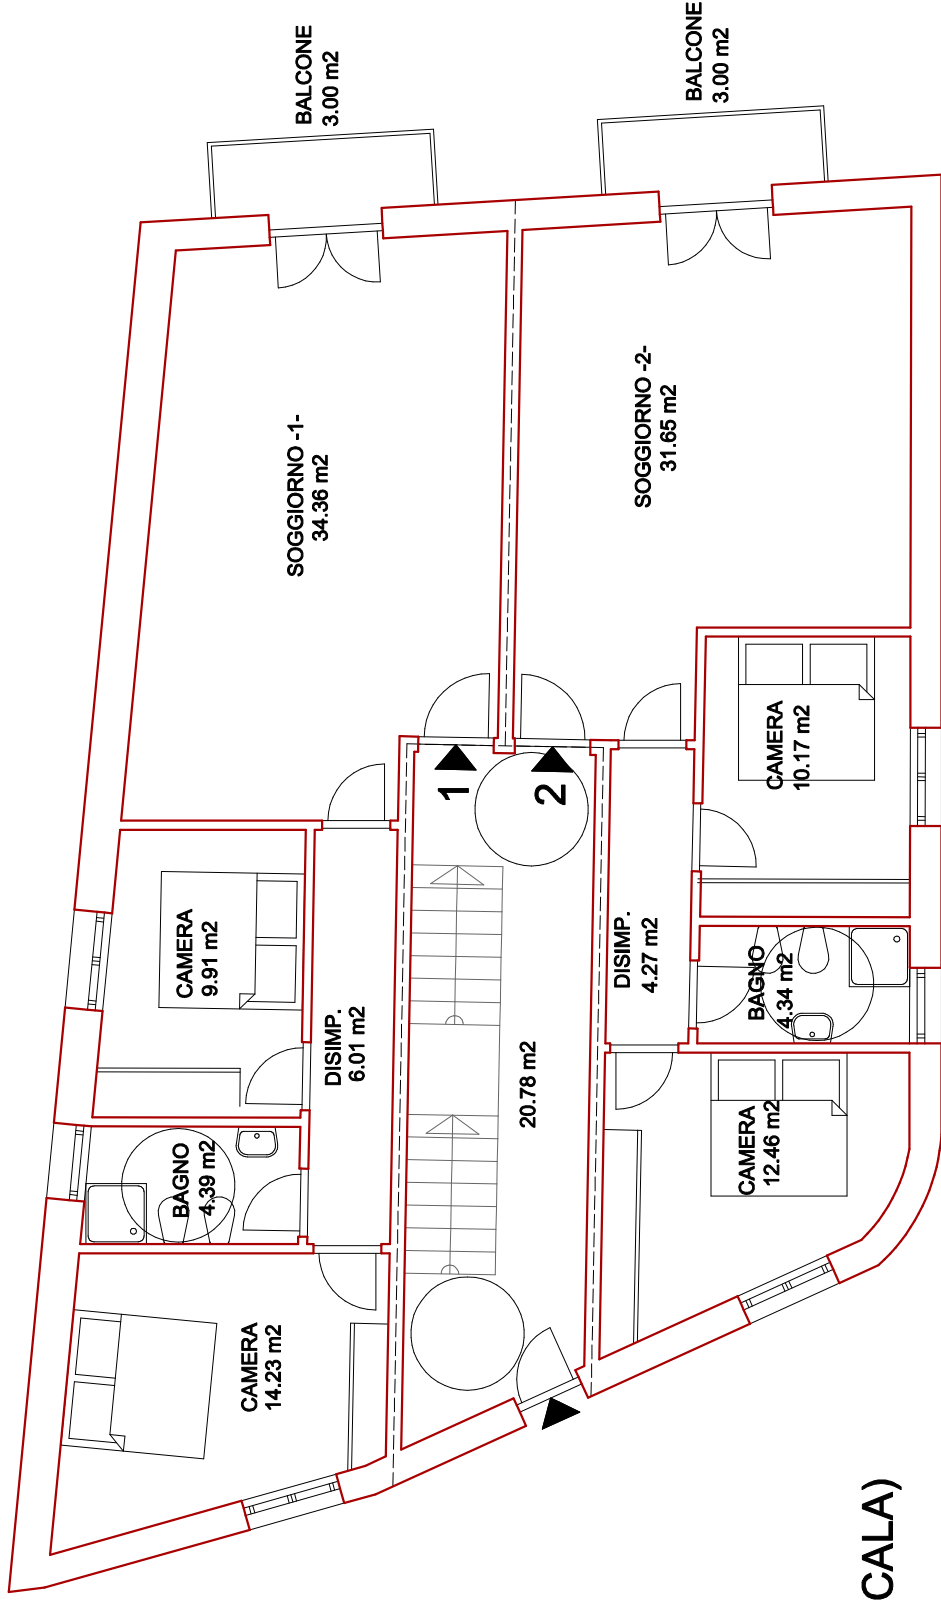 BALCONE
3.00 m2
BALCONE
3.00 m2
SOGGIORNO -1-
34.36 m2
SOGGIORNO -2-
31.65 m2
1
2
CAMERA
10.17 m2
CAMERA
9.91 m2
DISIMP.
4.27 m2
BAGNO
4.34 m2
DISIMP.
6.01 m2
20.78 m2
CAMERA
12.46 m2
BAGNO
4.39 m2
CAMERA
14.23 m2
CALA)